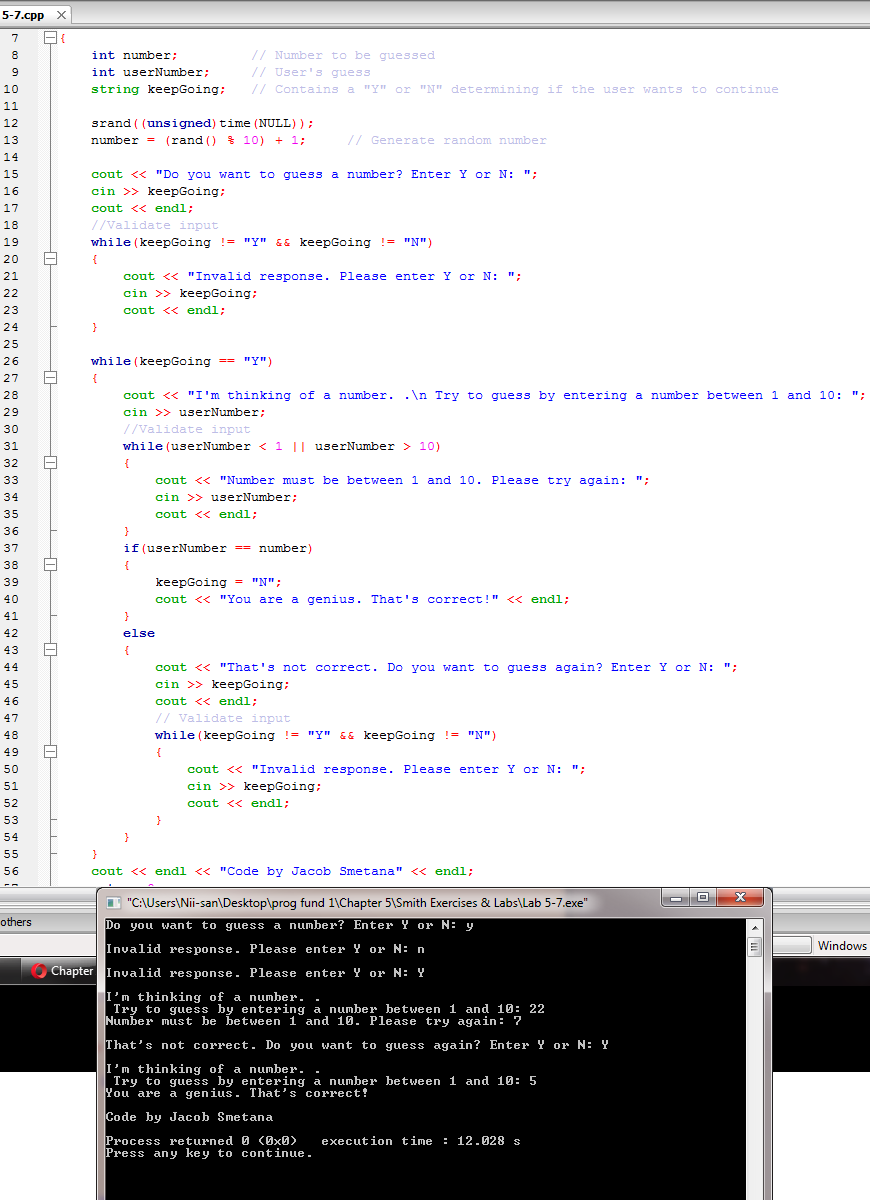 5-7.cpp
7 {
8 int number; // Number to be guessed
9 int userNumber; // User's guess
10 string keepGoing; // Contains a "Y" or "N" determining if the user wants to continue
11
12 srand((unsigned)time(NULL));
13 number = (rand() % 10) + 1; // Generate random number
14
15 cout << "Do you want to guess a number? Enter Y or N: ";
16 cin >> keepGoing;
17 cout << endl;
18 //Validate input
19 while(keepGoing != "Y" && keepGoing != "N")
20 {
21 cout << "Invalid response. Please enter Y or N: ";
22 cin >> keepGoing;
23 cout << endl;
24 }
25
26 while(keepGoing == "Y")
27 {
28 cout << "I'm thinking of a number. .\n Try to guess by entering a number between 1 and 10: ";
29 cin >> userNumber;
30 //Validate input
31 while(userNumber < 1 || userNumber > 10)
32 {
33 cout << "Number must be between 1 and 10. Please try again: ";
34 cin >> userNumber;
35 cout << endl;
36 }
37 if(userNumber == number)
38 {
39 keepGoing = "N";
40 cout << "You are a genius. That's correct!" << endl;
41 }
42 else
43 {
44 cout << "That's not correct. Do you want to guess again? Enter Y or N: ";
45 cin >> keepGoing;
46 cout << endl;
47 // Validate input
48 while(keepGoing != "Y" && keepGoing != "N")
49 {
50 cout << "Invalid response. Please enter Y or N: ";
51 cin >> keepGoing;
52 cout << endl;
53 }
54 }
55 }
56 cout << endl << "Code by Jacob Smetana" << endl;
"C:\Users\Nii-san\Desktop\prog fund 1\Chapter 5\Smith Exercises & Labs\Lab 5-7.exe"
others
Windows
Chapter
Do you want to guess a number? Enter Y or N: y
Invalid response. Please enter Y or N: n
Invalid response. Please enter Y or N: Y
I'm thinking of a number. .
Try to guess by entering a number between 1 and 10: 22
Number must be between 1 and 10. Please try again: 7
That's not correct. Do you want to guess again? Enter Y or N: Y
I'm thinking of a number. .
Try to guess by entering a number between 1 and 10: 5
You are a genius. That's correct!
Code by Jacob Smetana
Process returned 0 (0x0) execution time : 12.028 s
Press any key to continue.